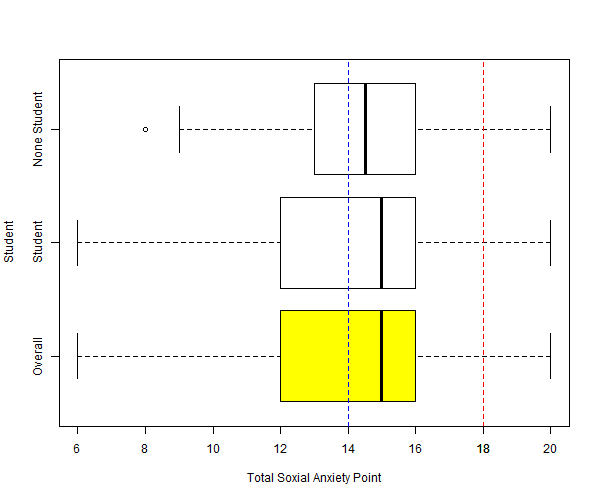 None Student
Student
Student
Overall
6 8 10 12 14 16 18 20
Total Soxial Anxiety Point